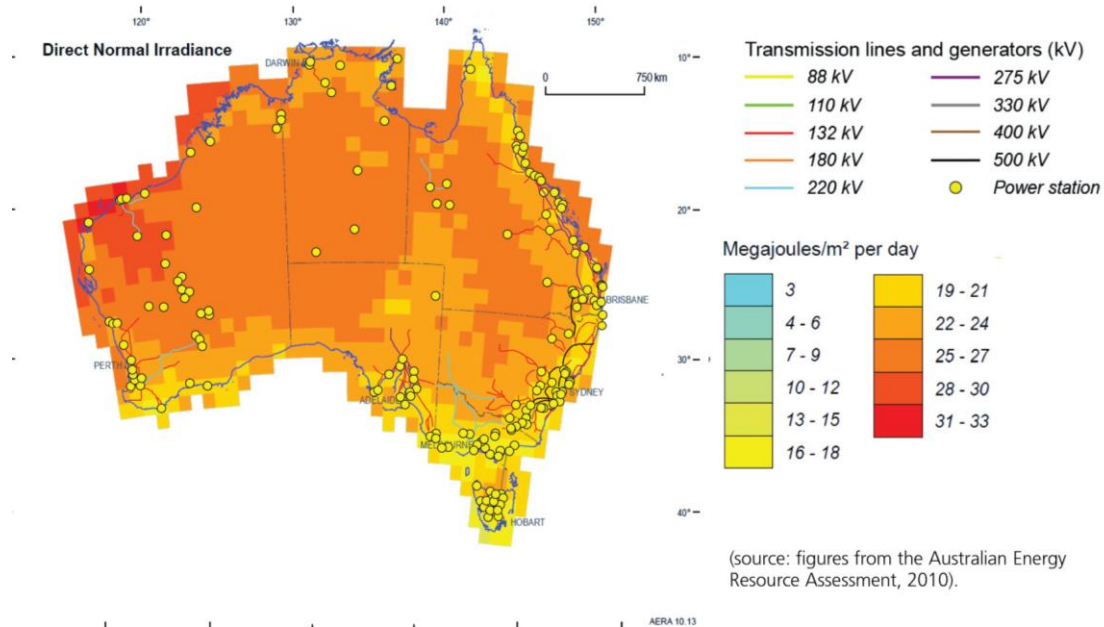 120°
130°
140°
150°
Direct Normal Irradiance
DARWIN
10°
0
750 km
20°
BRISBANE
30°
PERTH
ADELAIDE
SYDNEY
MELBOURNE
40°
HOBART
AERA 10.13
Transmission lines and generators (kV)
88 kV
275 kV
110 kV
330 kV
132 kV
400 kV
180 kV
500 kV
220 kV
Power station
Megajoules/m² per day
3
19 - 21
4 - 6
22 - 24
7 - 9
25 - 27
10 - 12
28 - 30
13 - 15
31 - 33
16 - 18
(source: figures from the Australian Energy
Resource Assessment, 2010).